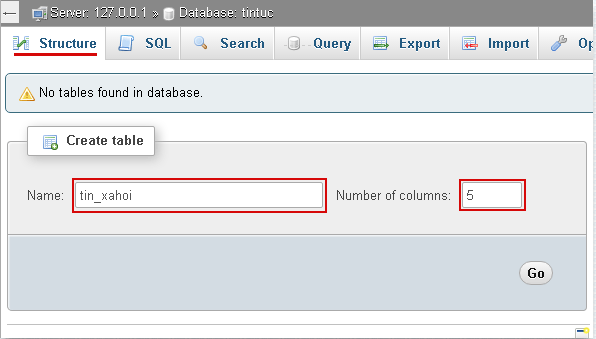 Server: 127.0.0.1 » Database: tintuc
Structure SQL Search Query Export Import Op
No tables found in database.
Create table
Name: tin_xahoi Number of columns: 5
Go